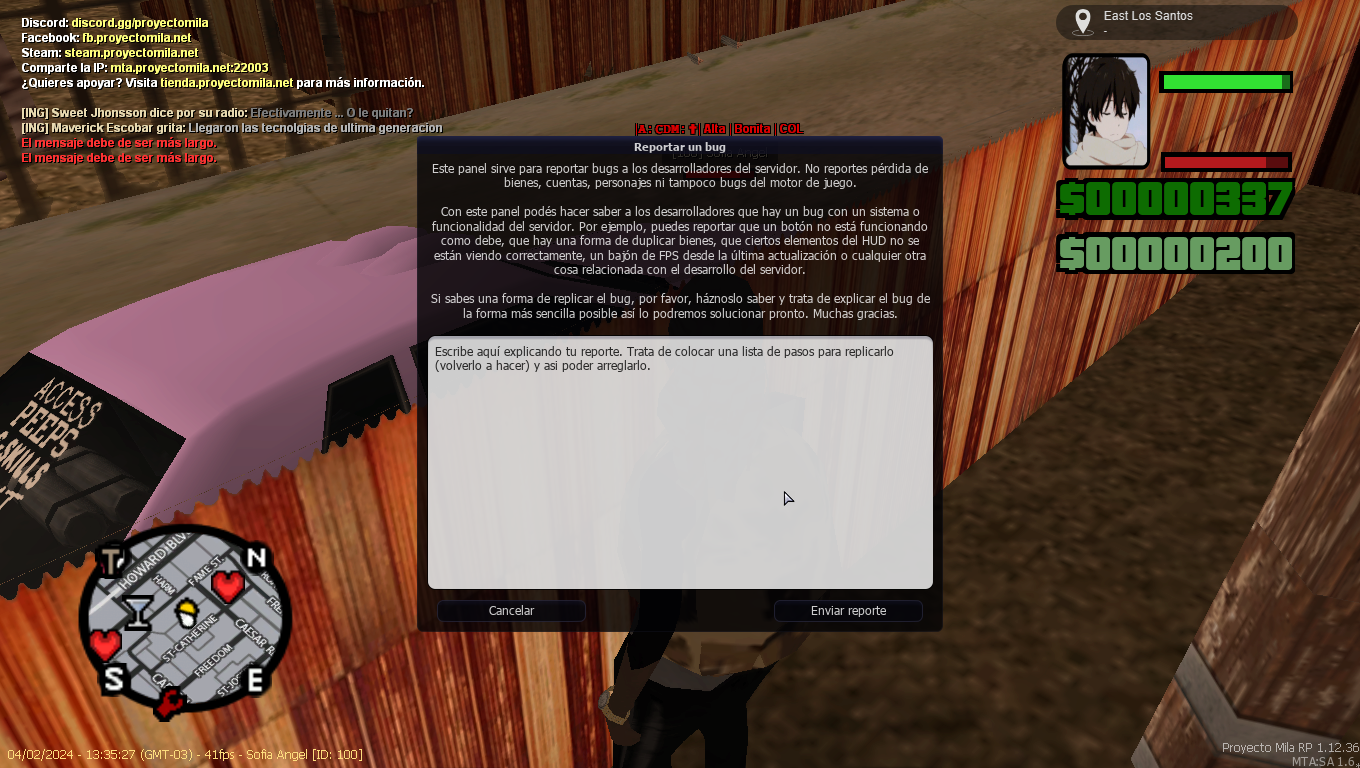 Discord: discord.gg/proyectomila
Facebook: fb.proyectomila.net
Steam: steam.proyectomila.net
Comparte la IP: mta.proyectomila.net:22003
¿Quieres apoyar? Visita tienda.proyectomila.net para más información.
[ING] Sweet Jhonsson dice por su radio: Efectivamente ... O le quitan?
[ING] Maverick Escobar grita: Llegaron las tecnolgias de ultima generacion
El mensaje debe de ser más largo.
El mensaje debe de ser más largo.
East Los Santos
-
$00000337
$00000200
|A: CDM: ✝| Alta | Bonita | COL
[100] Sofia Angel
Reportar un bug
Este panel sirve para reportar bugs a los desarrolladores del servidor. No reportes pérdida de
bienes, cuentas, personajes ni tampoco bugs del motor de juego.
Con este panel podés hacer saber a los desarrolladores que hay un bug con un sistema o
funcionalidad del servidor. Por ejemplo, puedes reportar que un botón no está funcionando
como debe, que hay una forma de duplicar bienes, que ciertos elementos del HUD no se
están viendo correctamente, un bajón de FPS desde la última actualización o cualquier otra
cosa relacionada con el desarrollo del servidor.
Si sabes una forma de replicar el bug, por favor, háznoslo saber y trata de explicar el bug de
la forma más sencilla posible así lo podremos solucionar pronto. Muchas gracias.
Escribe aquí explicando tu reporte. Trata de colocar una lista de pasos para replicarlo
(volverlo a hacer) y asi poder arreglarlo.
Cancelar
Enviar reporte
ACCESS
PEEPS
SKILLS
HOWARD BLV
T
N
FAME ST.
HARM
ST-CATHERINE
CAESAR R
FREEDOM
S
E
04/02/2024 - 13:35:27 (GMT-03) - 41fps - Sofia Angel [ID: 100]
Proyecto Mila RP 1.12.36
MTA:SA 1.6